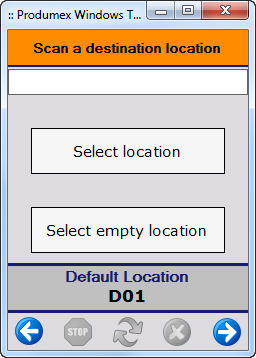 :: Produmex Windows T...
Scan a destination location
Select location
Select empty location
Default Location
D01
STOP